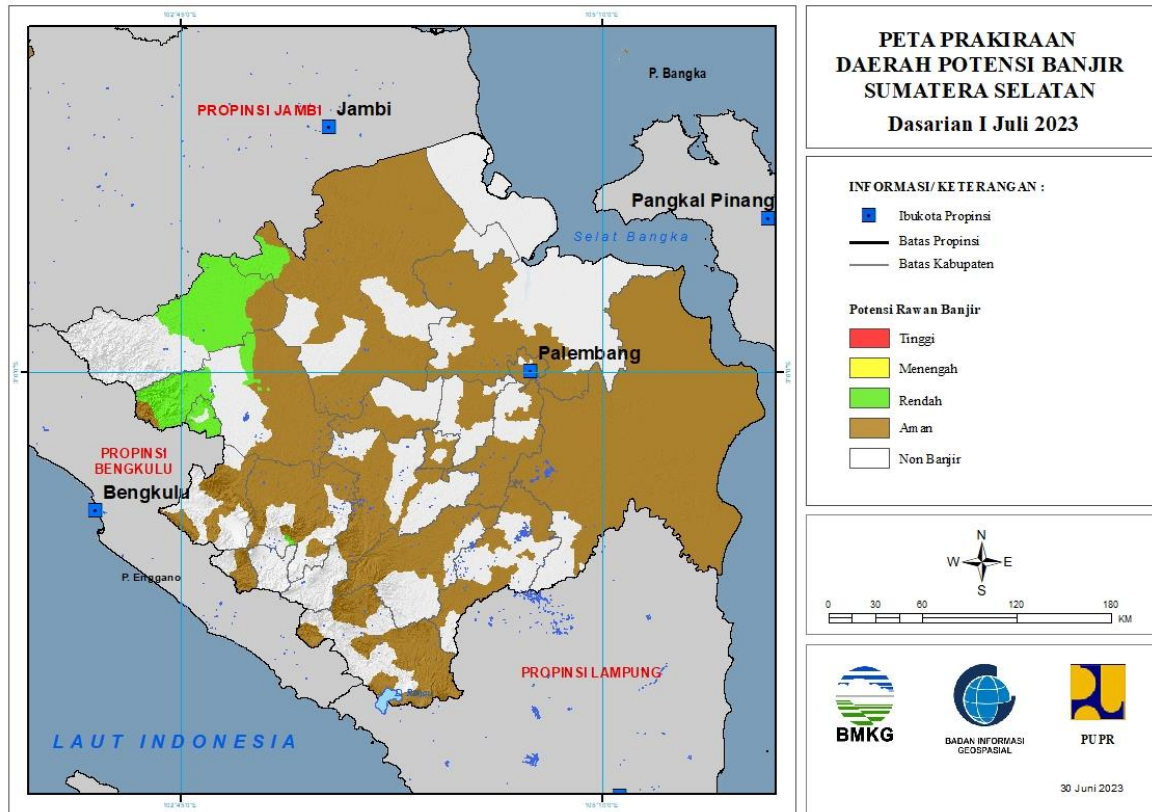 PETA PRAKIRAAN
DAERAH POTENSI BANJIR
SUMATERA SELATAN
Dasarian I Juli 2023
INFORMASI/ KETERANGAN :
Ibukota Propinsi
Batas Propinsi
Batas Kabupaten
Potensi Rawan Banjir
Tinggi
Menengah
Rendah
Aman
Non Banjir
N
W E
S
0 30 60 120 180
KM
BMKG
BADAN INFORMASI
GEOSPASIAL
PUPR
30 Juni 2023
P. Bangka
PROPINSI JAMBI
Jambi
Pangkal Pinang
Selat Bangka
Palembang
PROPINSI
BENGKULU
Bengkulu
P. Enggano
PROPINSI LAMPUNG
LAUT INDONESIA